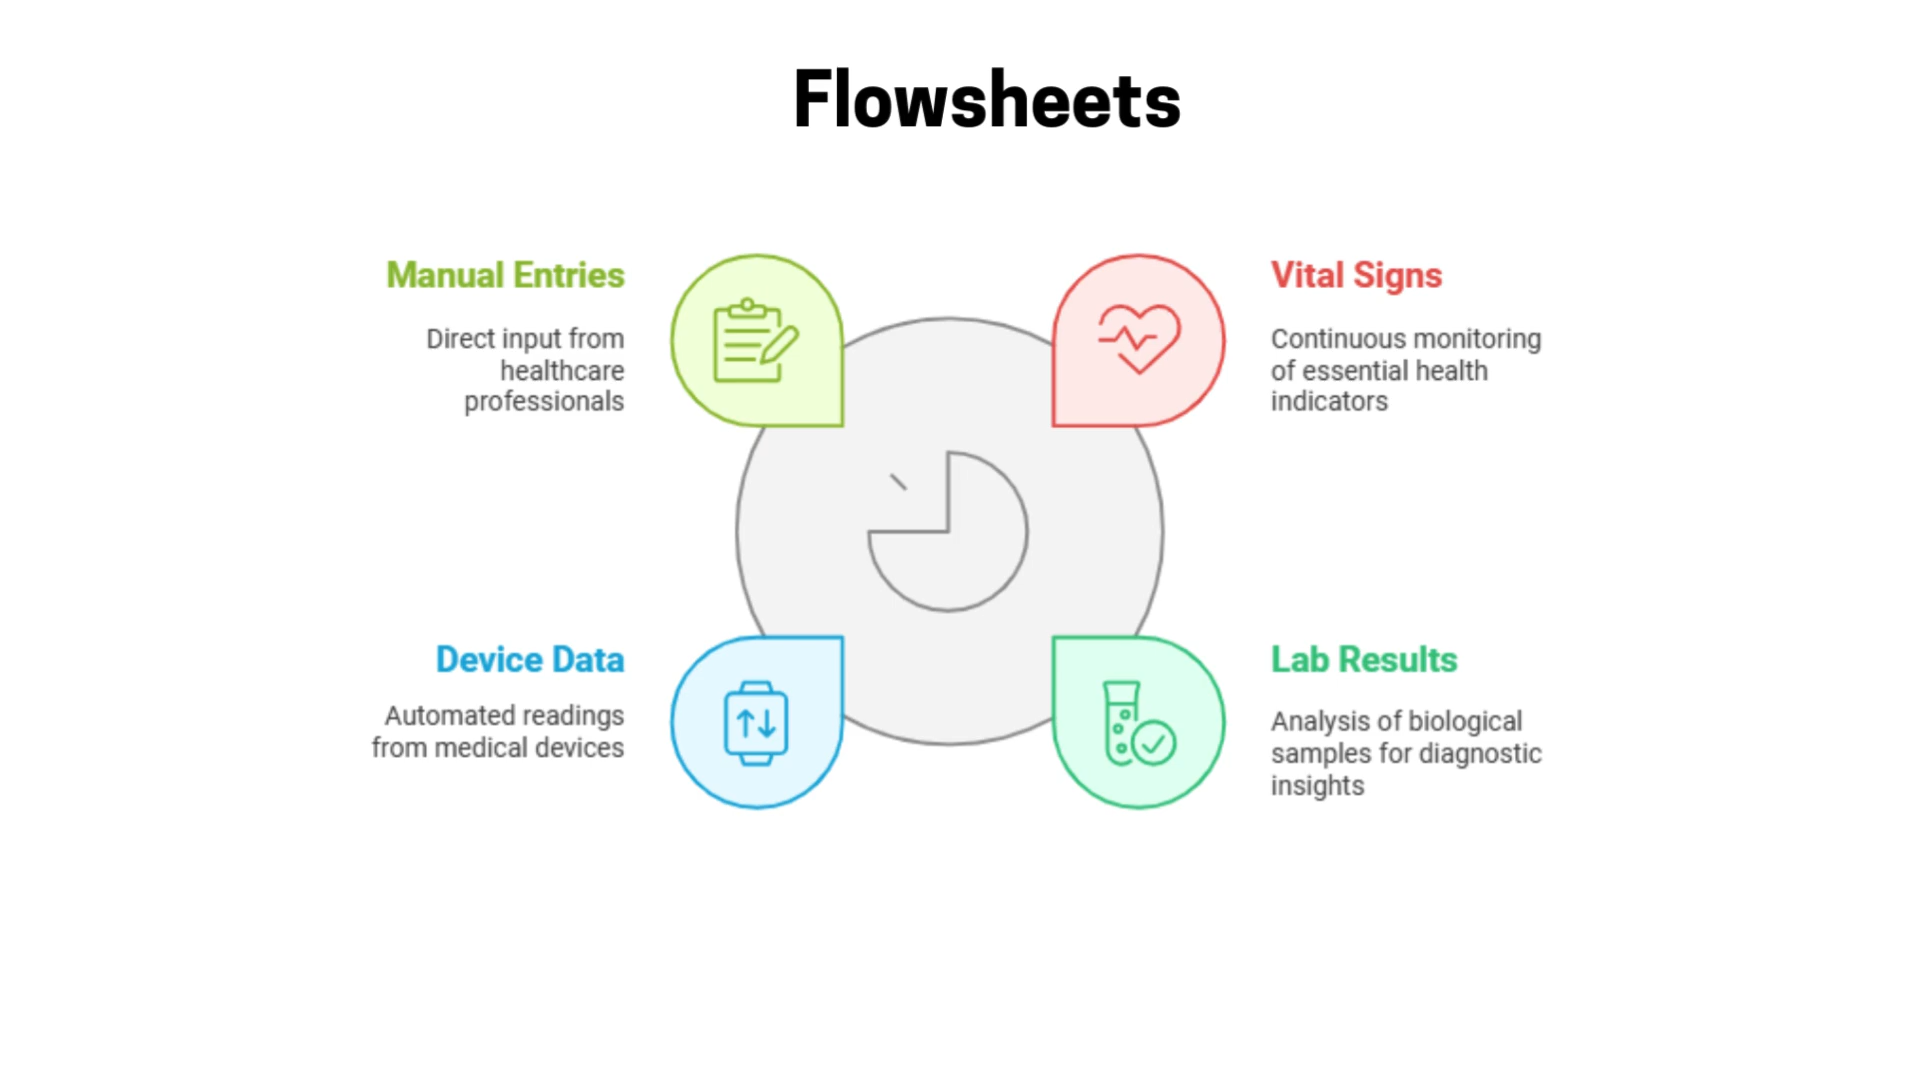 Flowsheets
Manual Entries
Direct input from
healthcare
professionals
Vital Signs
Continuous monitoring
of essential health
indicators
Device Data
Automated readings
from medical devices
Lab Results
Analysis of biological
samples for diagnostic
insights